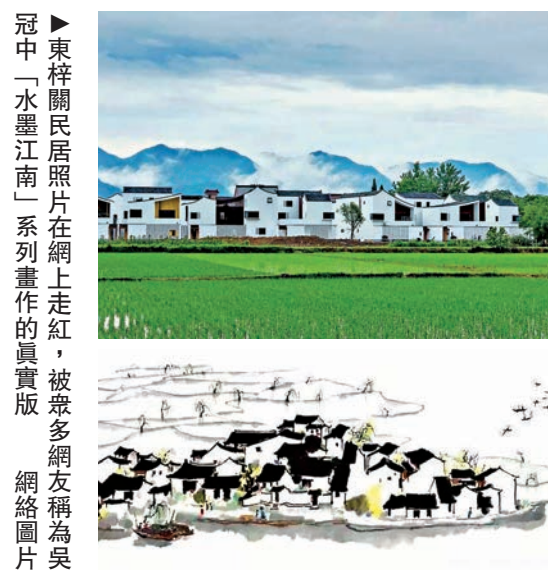 ▶東梓關民居照片在網上走紅，被衆多網友稱為吳
冠中「水墨江南」系列畫作的真實版　網絡圖片